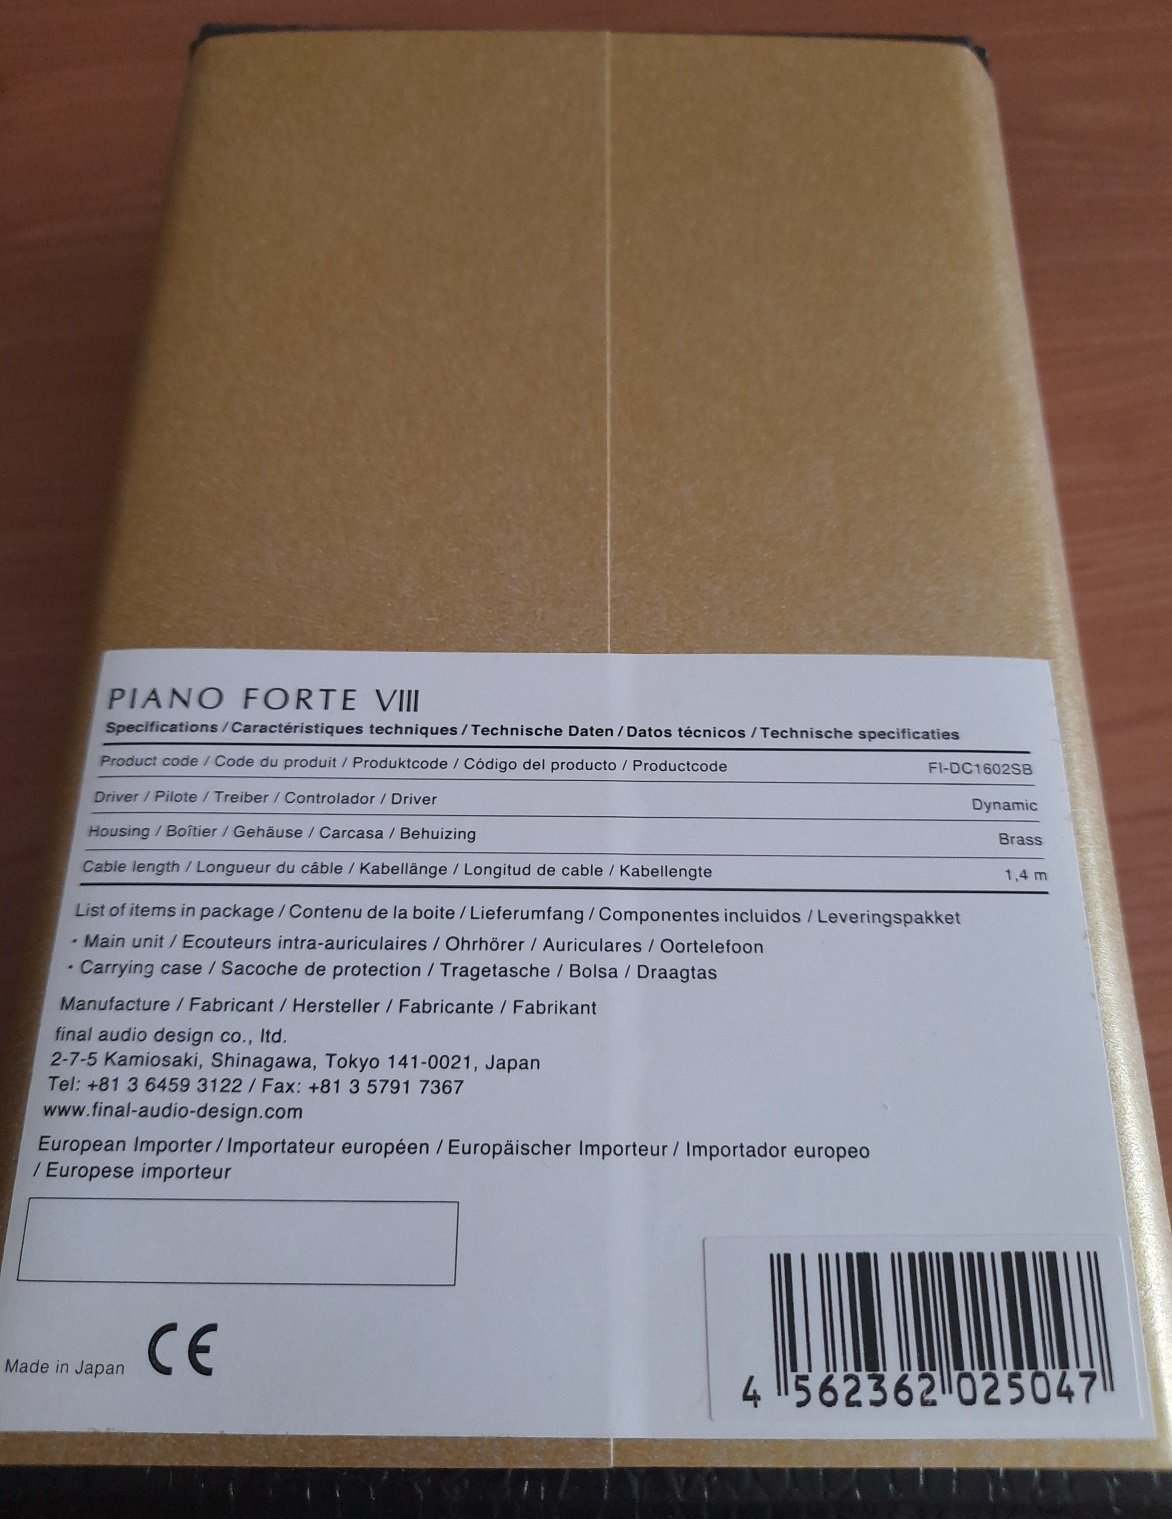 PIANO FORTE VIII
Specifications / Caractéristiques techniques / Technische Daten / Datos técnicos / Technische specificaties
Product code / Code du produit / Produktcode / Código del producto / Productcode FI-DC1602SB
Driver / Pilote / Treiber / Controlador / Driver Dynamic
Housing / Boîtier / Gehäuse / Carcasa / Behuizing Brass
Cable length / Longueur du câble / Kabellänge / Longitud de cable / Kabellengte 1,4 m
List of items in package / Contenu de la boite / Lieferumfang / Componentes incluidos / Leveringspakket
• Main unit / Ecouteurs intra-auriculaires / Ohrhörer / Auriculares / Oortelefoon
• Carrying case / Sacoche de protection / Tragetasche / Bolsa / Draagtas
Manufacture / Fabricant / Hersteller / Fabricante / Fabrikant
final audio design co., ltd.
2-7-5 Kamiosaki, Shinagawa, Tokyo 141-0021, Japan
Tel: +81 3 6459 3122 / Fax: +81 3 5791 7367
www.final-audio-design.com
European Importer / Importateur européen / Europäischer Importeur / Importador europeo
/ Europese importeur
Made in Japan CE
4 562362 025047